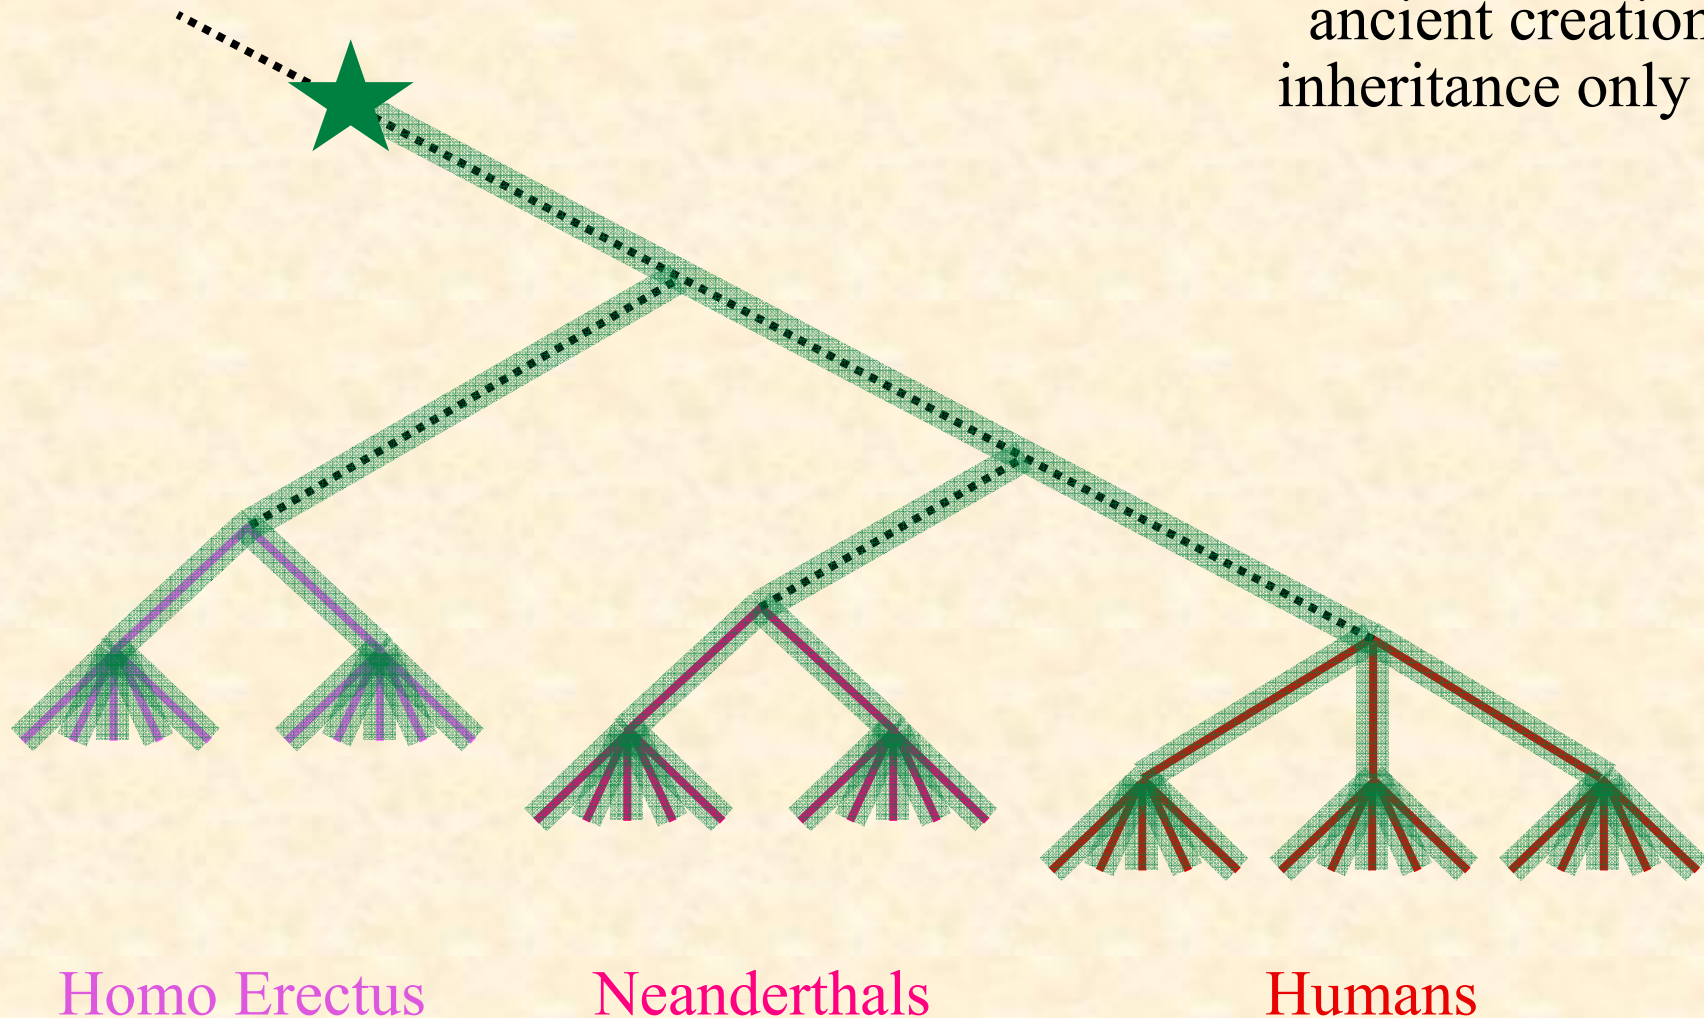 ancient creation
inheritance only
Homo Erectus
Neanderthals
Humans